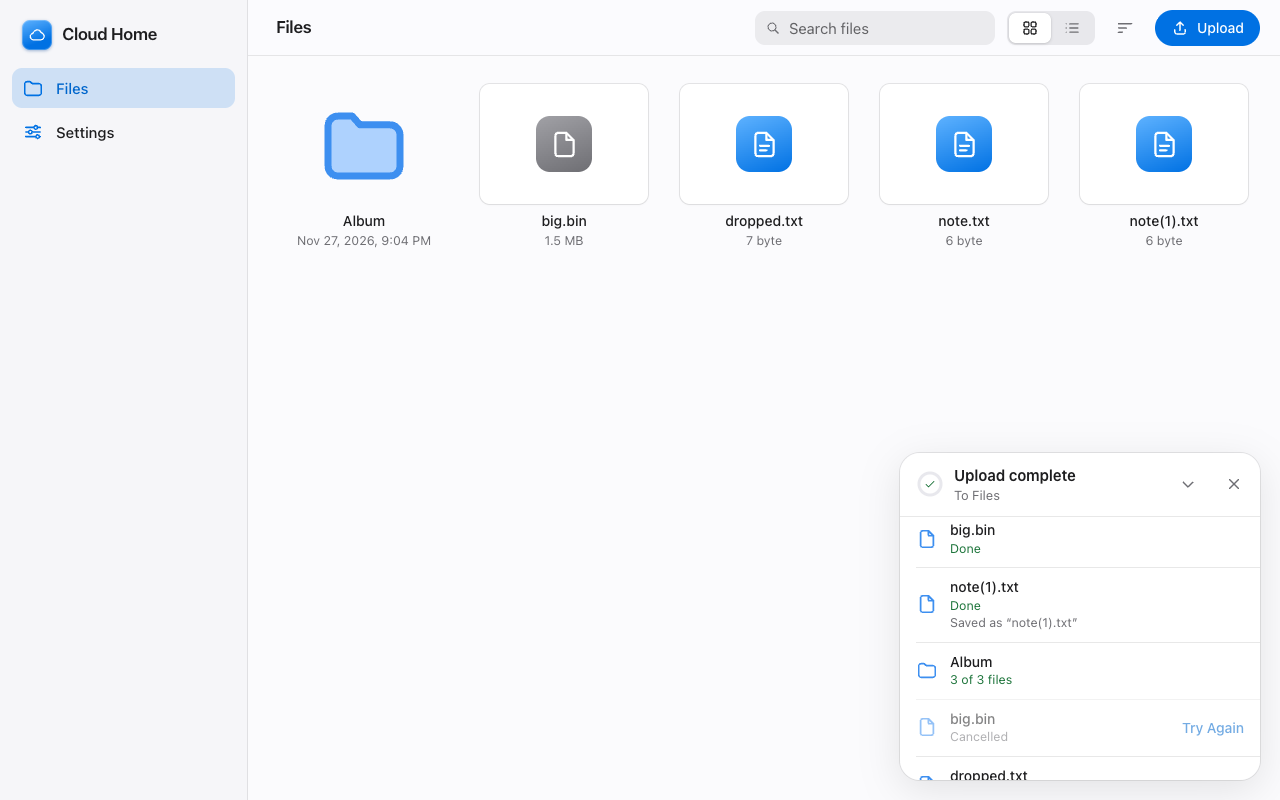 Cloud Home
Files
Settings
Files
Search files
Upload
Album
Nov 27, 2026, 9:04 PM
big.bin
1.5 MB
dropped.txt
7 byte
note.txt
6 byte
note(1).txt
6 byte
Upload complete
To Files
big.bin
Done
note(1).txt
Done
Saved as “note(1).txt”
Album
3 of 3 files
big.bin
Cancelled
Try Again
dropped.txt